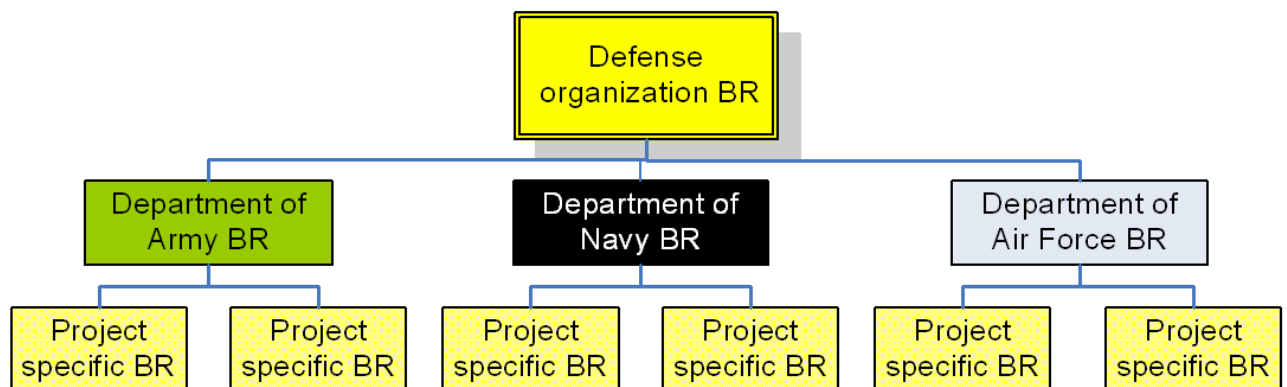 Defense
organization BR
Department of
Army BR
Department of
Navy BR
Department of
Air Force BR
Project
specific BR
Project
specific BR
Project
specific BR
Project
specific BR
Project
specific BR
Project
specific BR